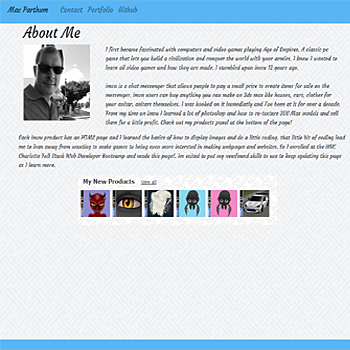 Mac Parthum
Contact Portfolio Github
About Me
I first became fascinated with computers and video games playing Age of Empires. A classic pc
game that lets you build a civilization and conquer the world with your armies. I knew I wanted to
learn all video games and how they are made. I stumbled upon imvu 12 years ago.
imvu is a chat messenger that allows people to pay a small price to create items for sale on the
messenger. imvu users can buy anything you can make on 3ds max like houses, cars, clothes for
your avatar, avatars themselves. I was hooked on it immediately and I've been at it for over a decade.
From my time on imvu I learned a lot of photoshop and how to re-texture 3DS Max models and sell
them for a little profit. Check out my products panel at the bottom of the page!
Each imvu product has an HTML page and I learned the basics of how to display images and do a little coding, that little bit of coding lead
me to lean away from wanting to make games to being even more interested in making webpages and websites. So I enrolled at the UNC
Charlotte Full Stack Web Developer Bootcamp and made this page!. Im suited to put my newfound skills to use to keep updating this page
as I learn more.
My New Products View all